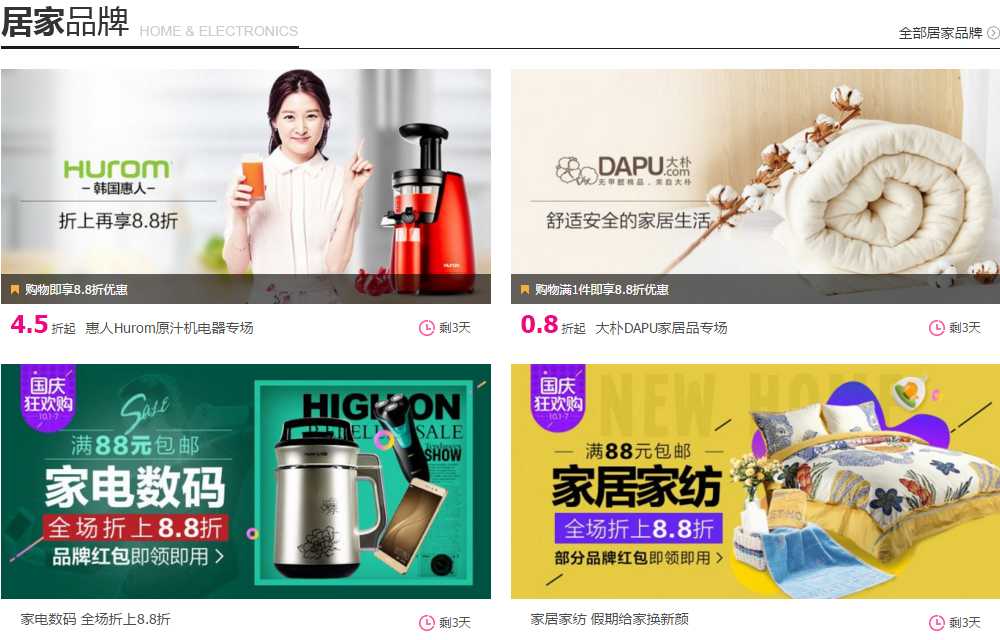 居家品牌 HOME & ELECTRONICS
全部居家品牌
HUROM
韩国惠人
折上再享8.8折
HUROM
购物即享8.8折优惠
4.5折起 惠人Hurom原汁机电器专场
剩3天
DAPU.com大朴
无甲醛棉品，来自大朴
舒适安全的家居生活
购物满1件即享8.8折优惠
0.8折起 大朴DAPU家居品专场
剩3天
国庆
狂欢购
10.1-7
Sale
满88元包邮
家电数码
全场折上8.8折
品牌红包即领即用
SALE
SHOW
家电数码 全场折上8.8折
剩3天
国庆
狂欢购
10.1-7
NEW HOME
满88元包邮
家居家纺
全场折上8.8折
部分品牌红包即领即用
家居家纺 假期给家换新颜
剩3天